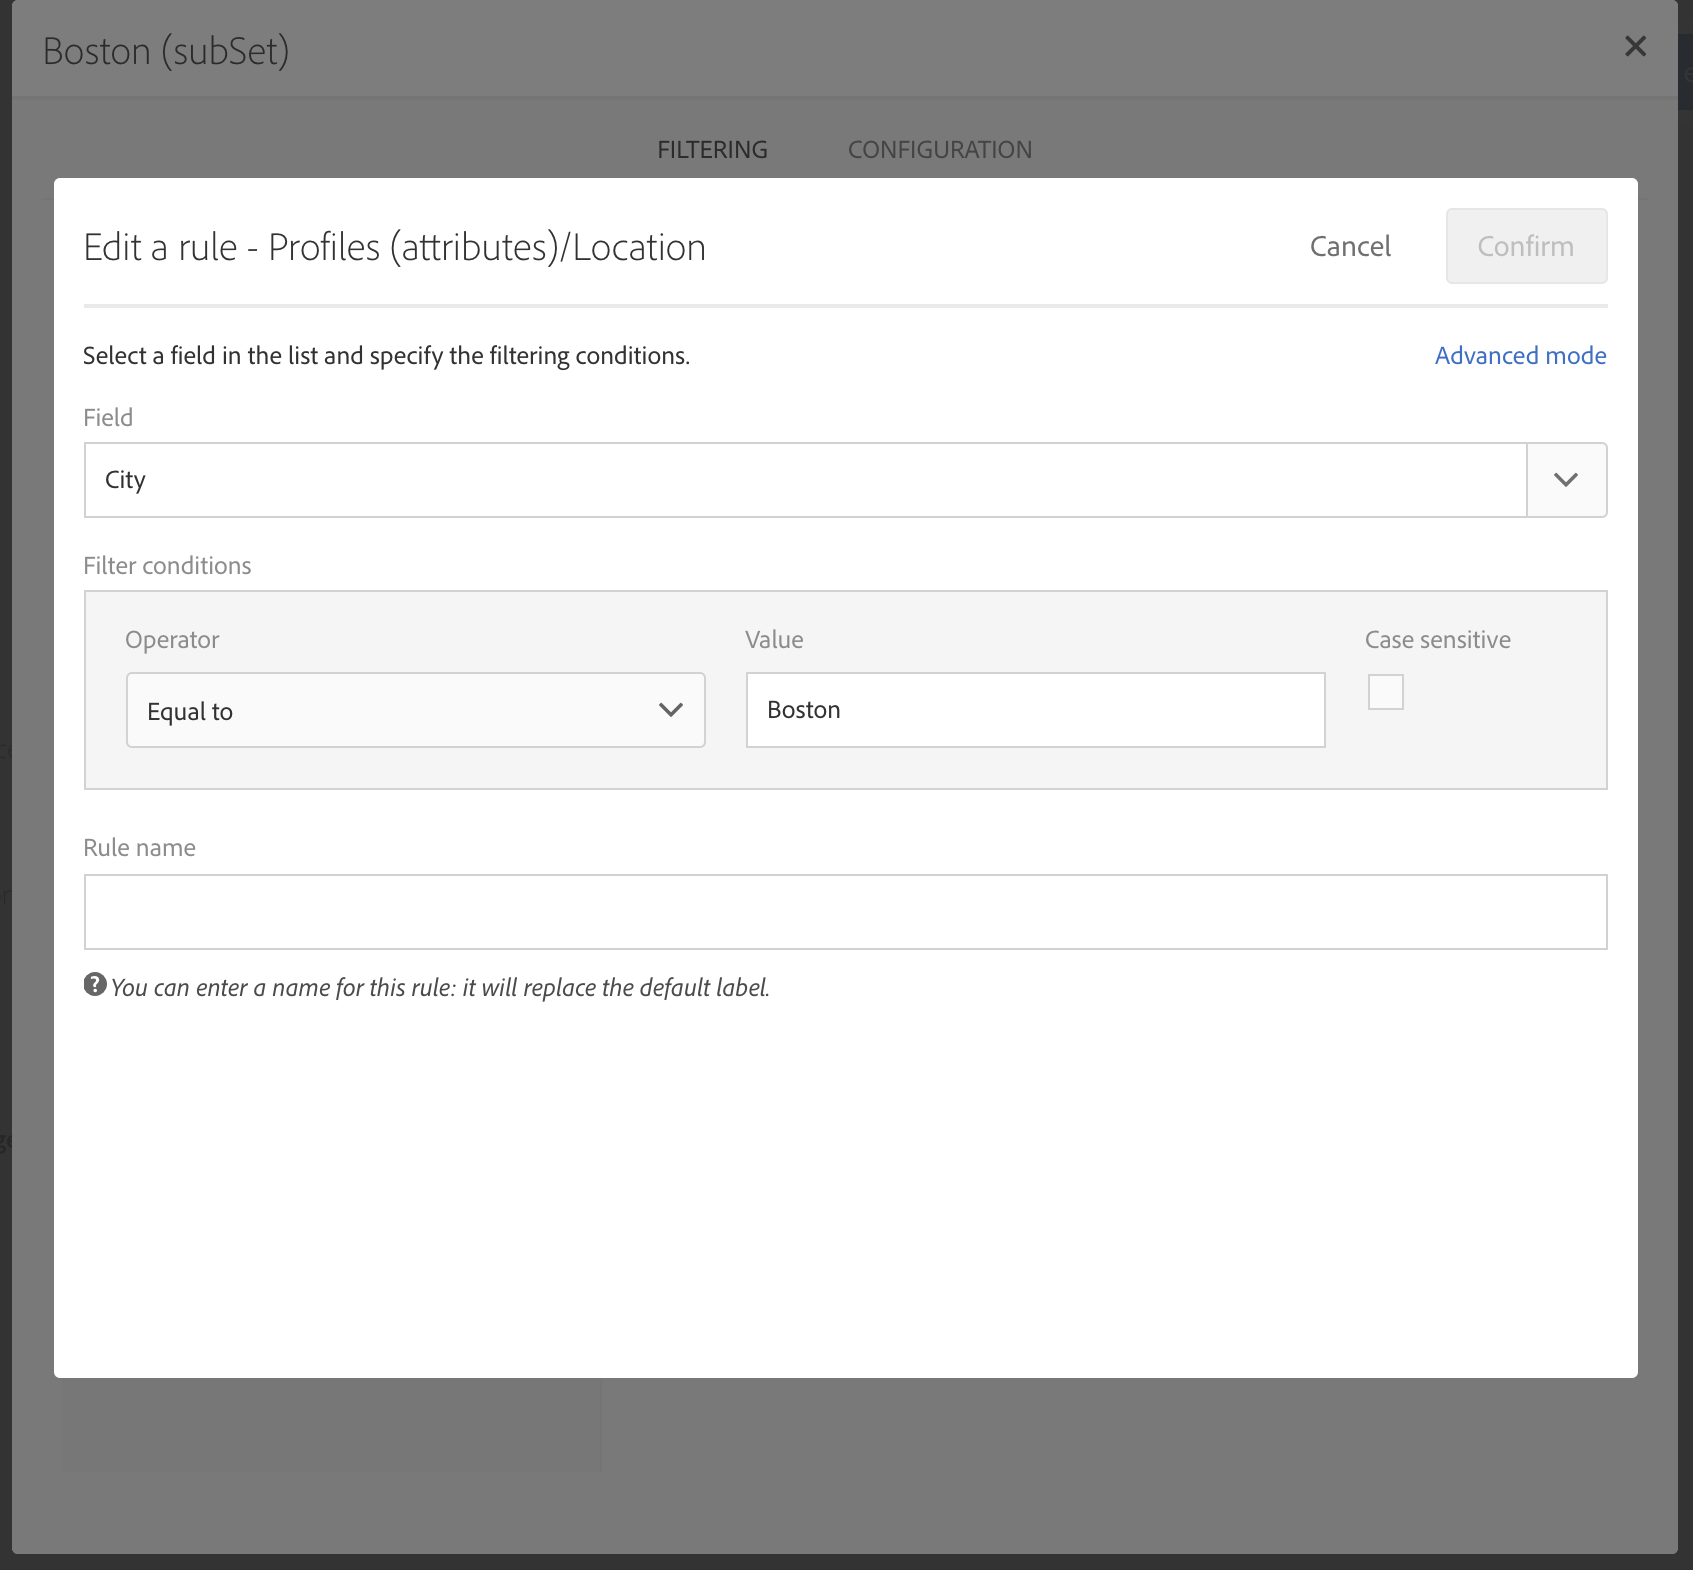 Boston (subSet)
FILTERING CONFIGURATION
Edit a rule - Profiles (attributes)/Location
Cancel Confirm
Select a field in the list and specify the filtering conditions. Advanced mode
Field
City
Filter conditions
Operator Value Case sensitive
Equal to Boston
Rule name
You can enter a name for this rule: it will replace the default label.